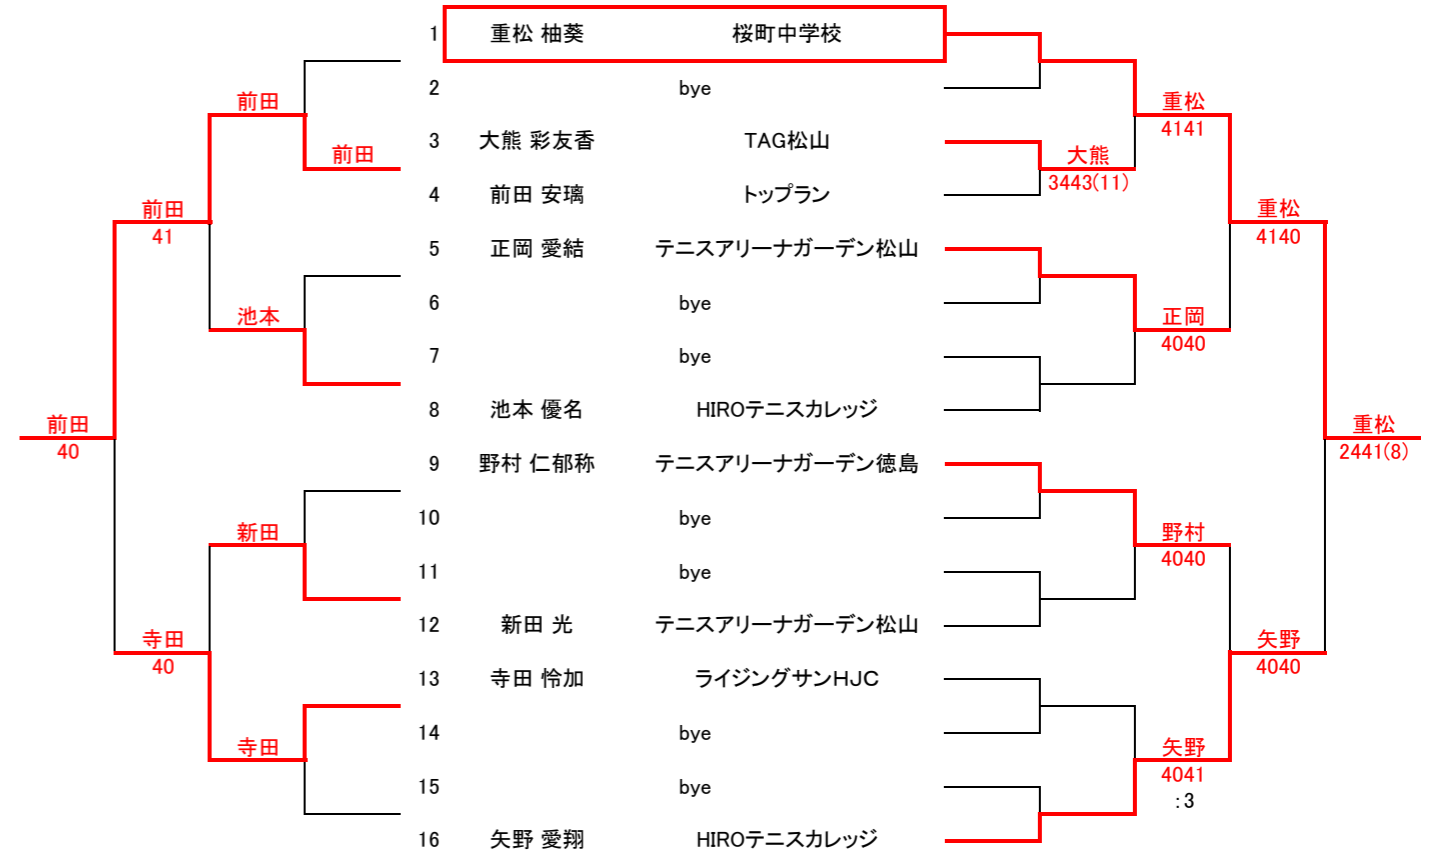 1 重松 柚葵 桜町中学校
2 bye
前田 重松
4141
3 大熊 彩友香 TAG松山
前田 大熊
3443(11)
4 前田 安璃 トップラン
前田 重松
41 4140
5 正岡 愛結 テニスアリーナガーデン松山
6 bye
池本 正岡
4040
7 bye
8 池本 優名 HIROテニスカレッジ
前田 重松
40 2441(8)
9 野村 仁郁称 テニスアリーナガーデン徳島
10 bye
新田 野村
4040
11 bye
12 新田 光 テニスアリーナガーデン松山
寺田 矢野
40 4040
13 寺田 怜加 ライジングサンHJC
14 bye
寺田 矢野
4041
15 bye
:3
16 矢野 愛翔 HIROテニスカレッジ